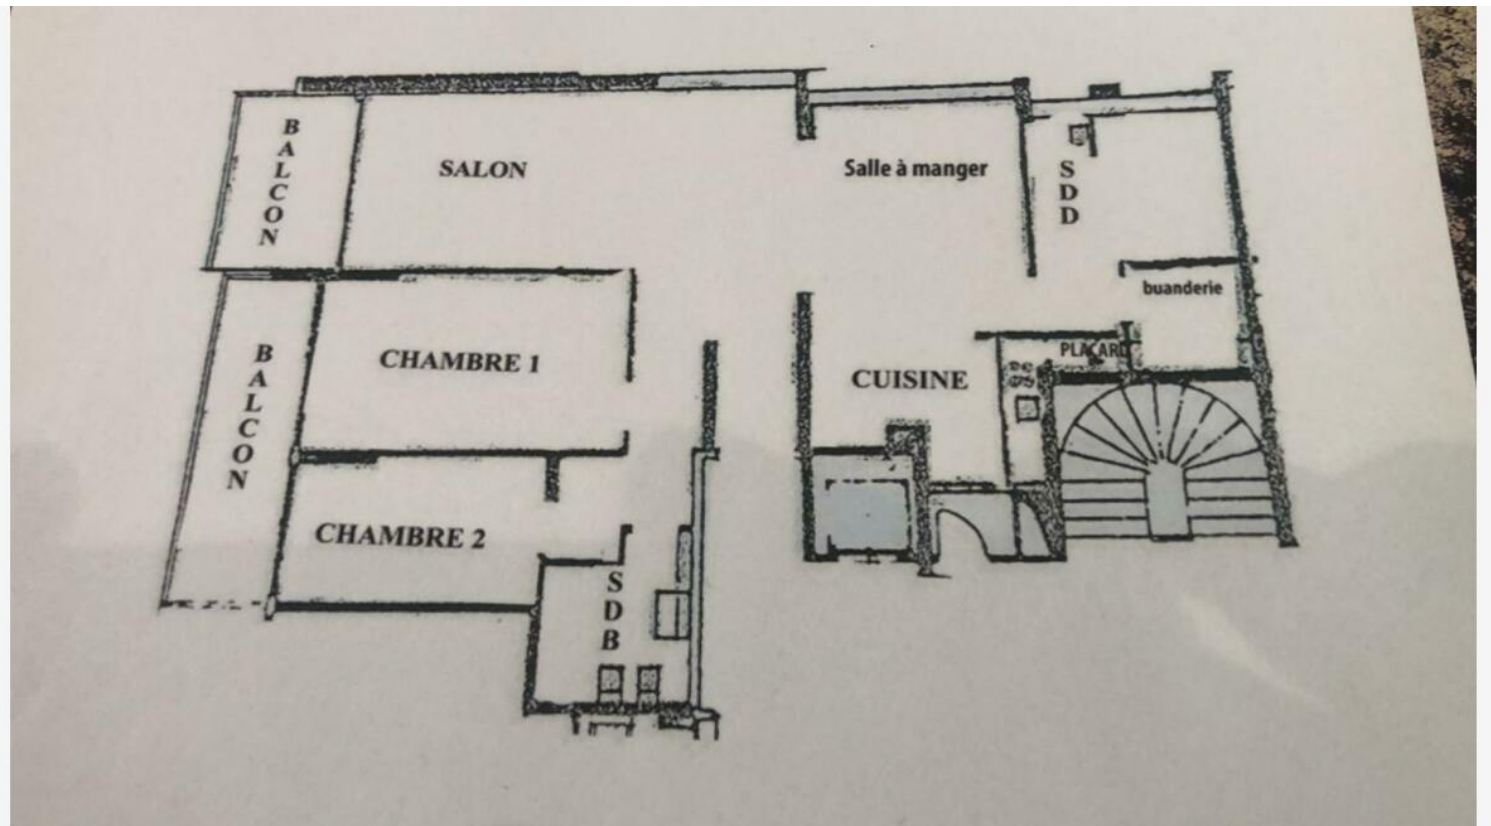 BALCON
SALON
Salle à manger
SDD
buanderie
BALCON
CHAMBRE 1
PLACARD
CUISINE
CHAMBRE 2
SDB